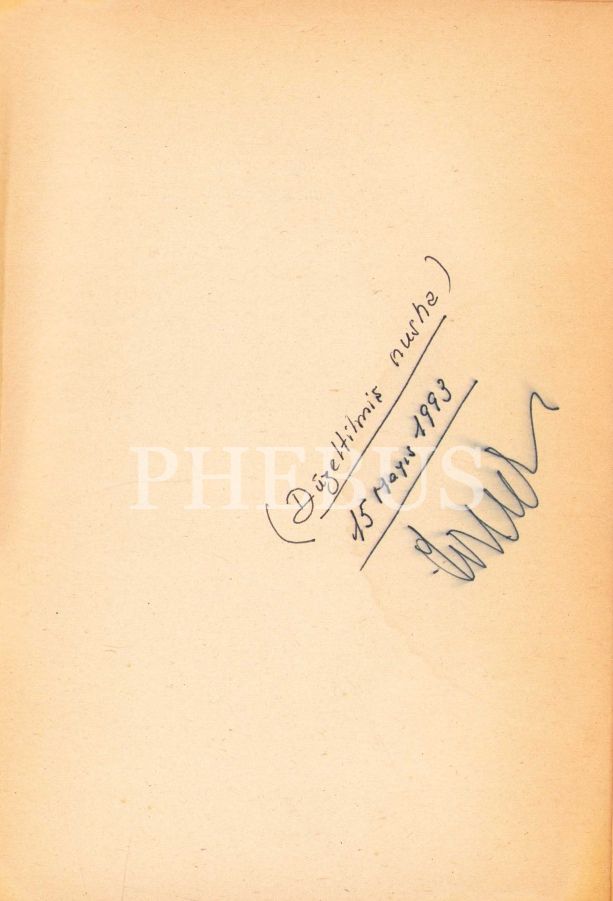 (Düzeltilmiş nusha)
15 Mayıs 1993
PHEBUS